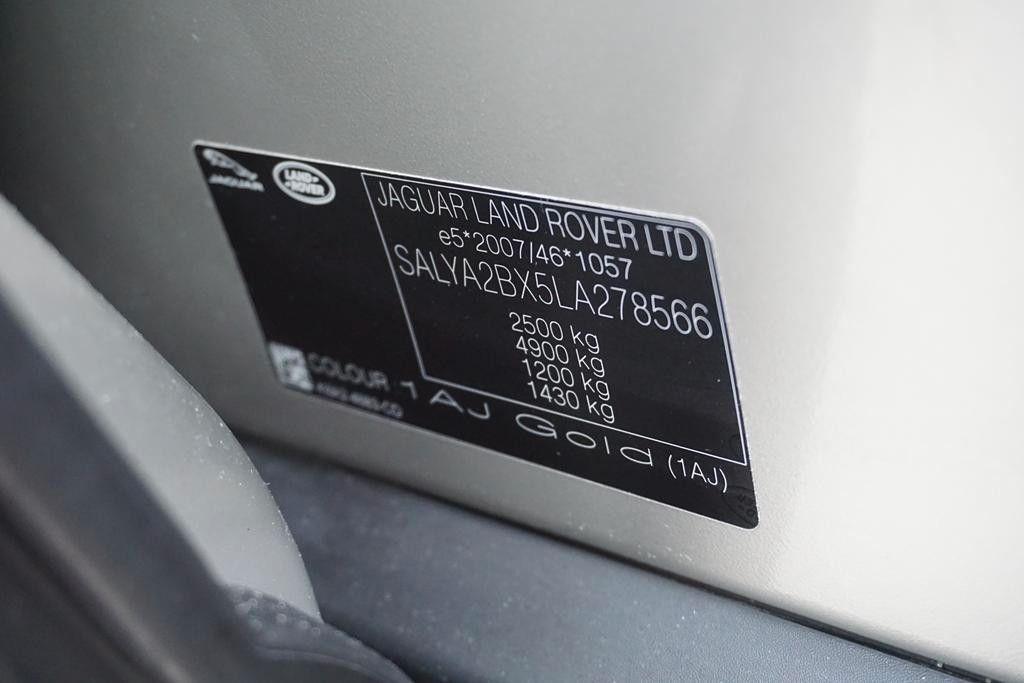 JAGUAR
LAND-
ROVER
JAGUAR LAND ROVER LTD
e5*2007/46*1057
SALYA2BX5LA278566
2500 kg
4900 kg
1200 kg
1430 kg
COLOUR
1AJ Gold (1AJ)